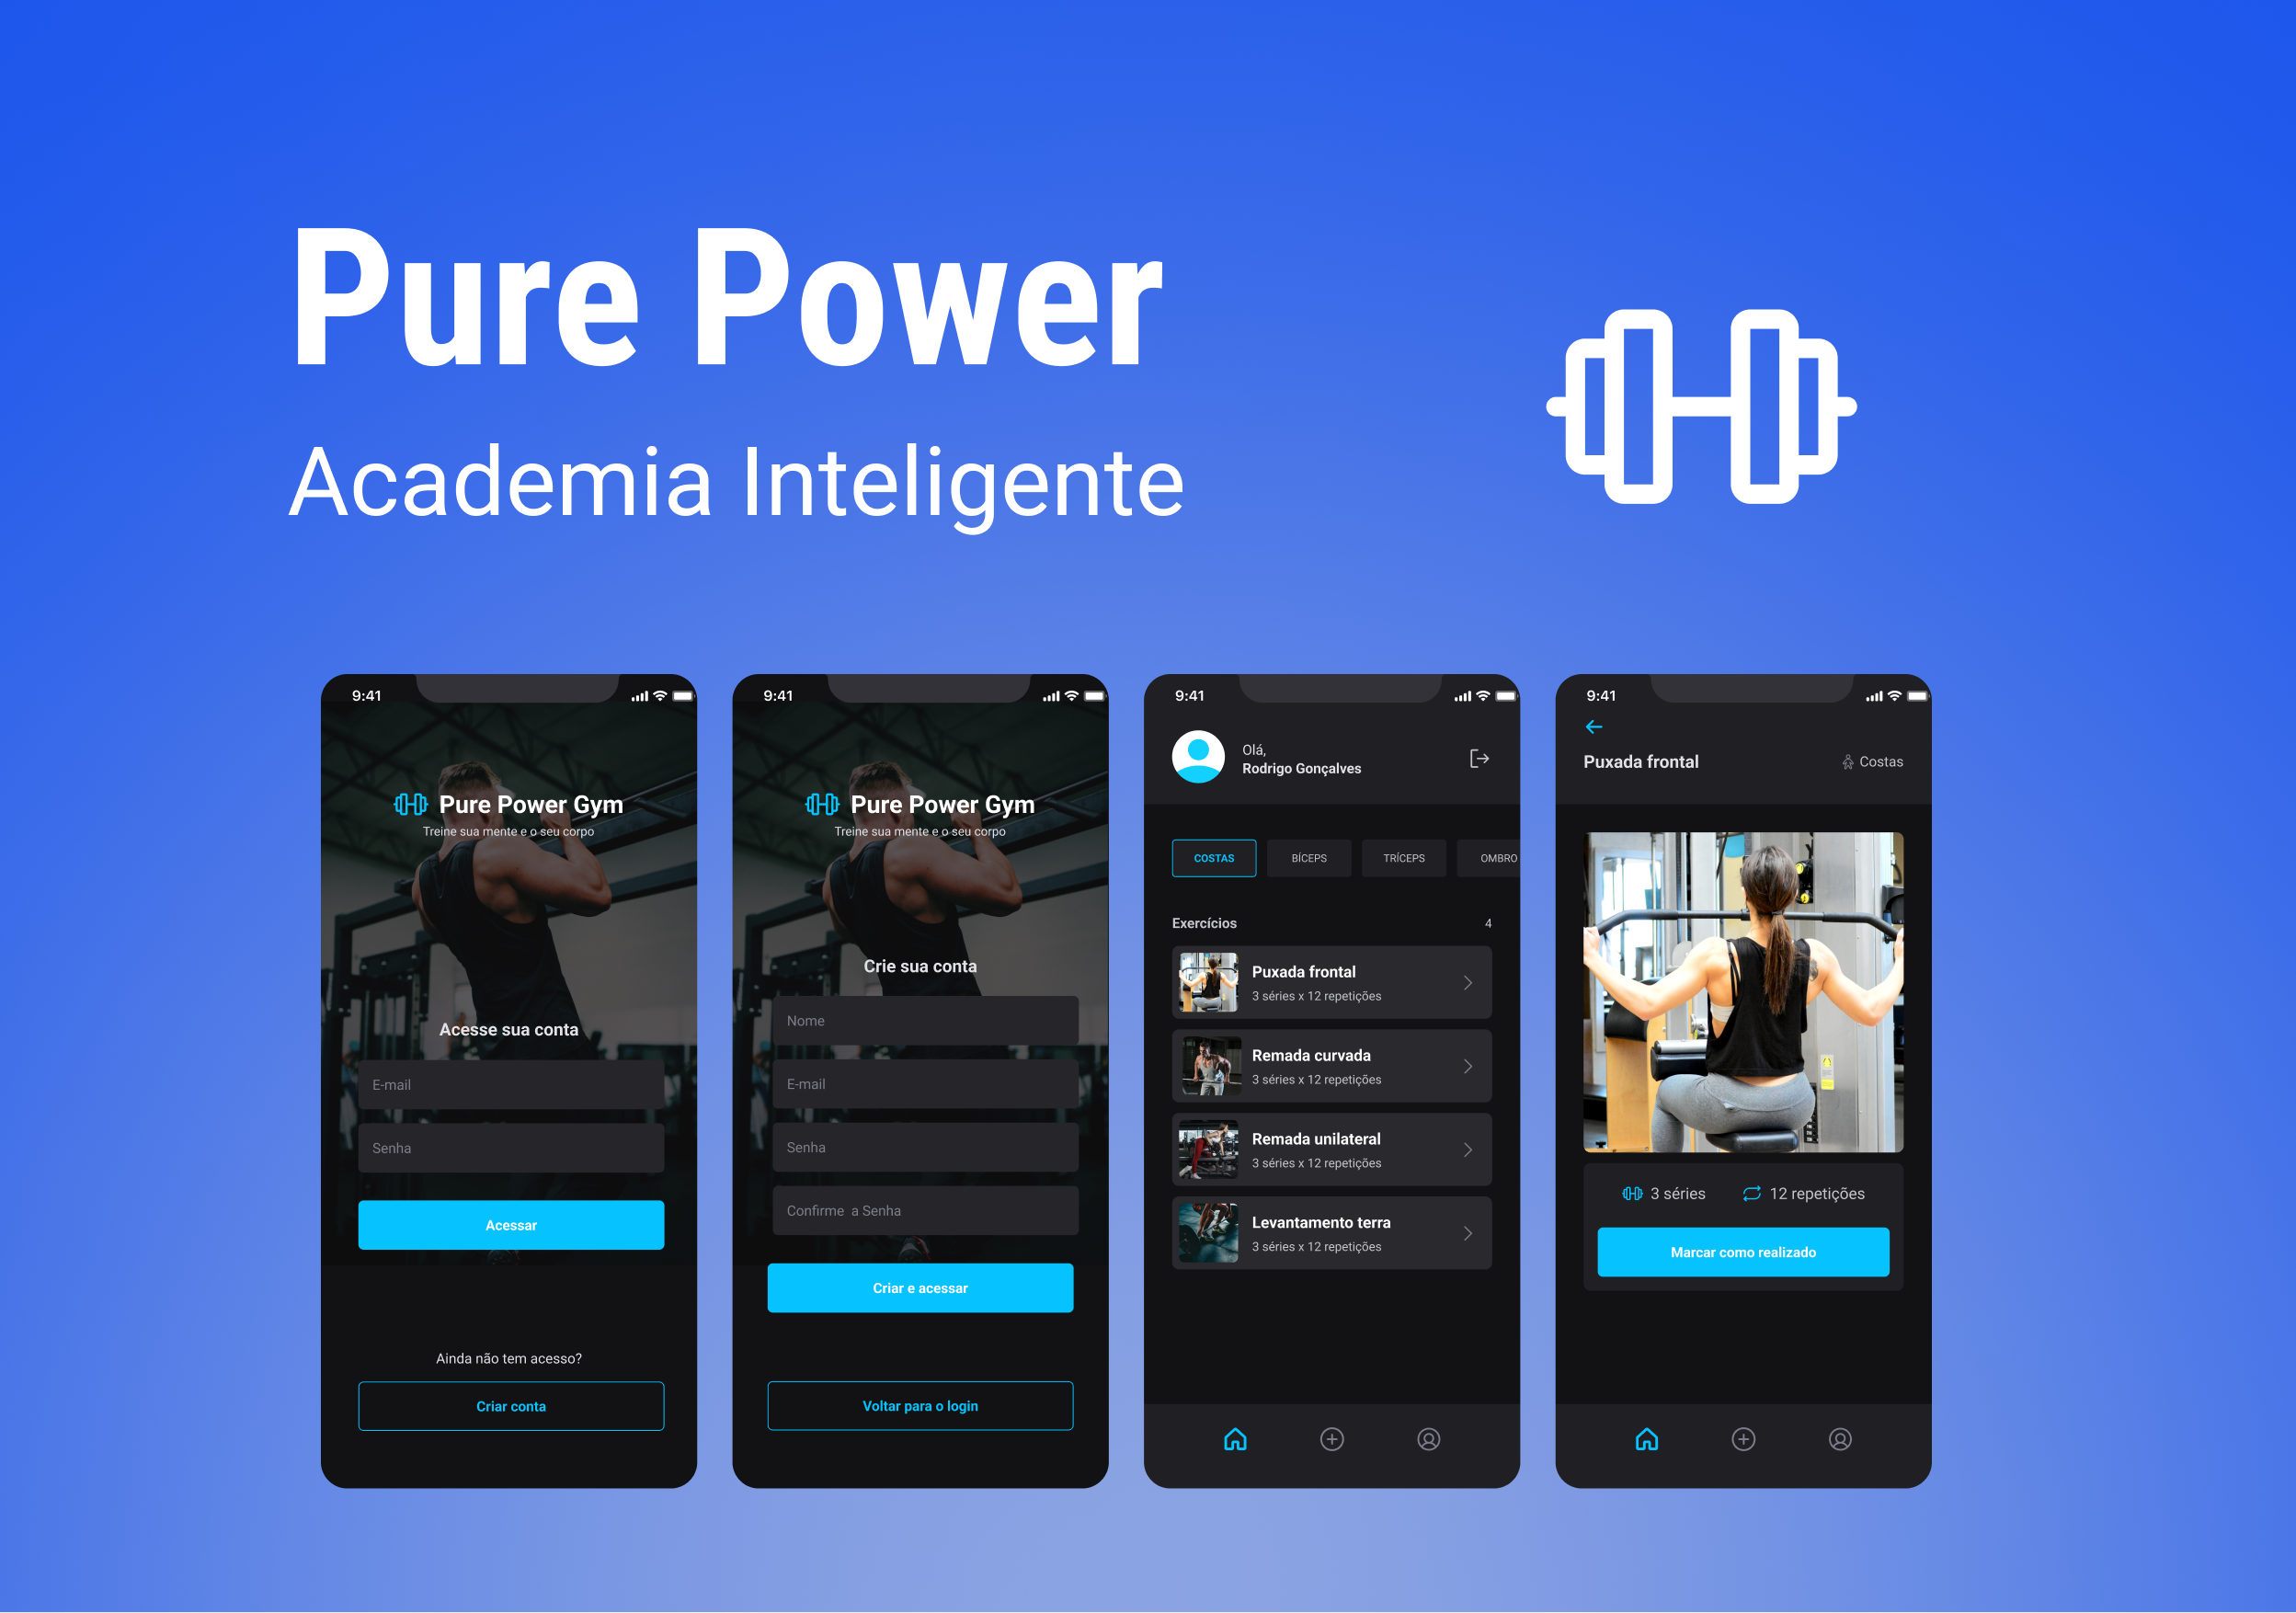 Pure Power
Academia Inteligente
9:41
Pure Power Gym
Treine sua mente e o seu corpo
Acesse sua conta
E-mail
Senha
Acessar
Ainda não tem acesso?
Criar conta
9:41
Pure Power Gym
Treine sua mente e o seu corpo
Crie sua conta
Nome
E-mail
Senha
Confirme a Senha
Criar e acessar
Voltar para o login
9:41
Olá,
Rodrigo Gonçalves
COSTAS BÍCEPS TRÍCEPS OMBRO
Exercícios 4
Puxada frontal
3 séries x 12 repetições
Remada curvada
3 séries x 12 repetições
Remada unilateral
3 séries x 12 repetições
Levantamento terra
3 séries x 12 repetições
9:41
Puxada frontal Costas
3 séries 12 repetições
Marcar como realizado